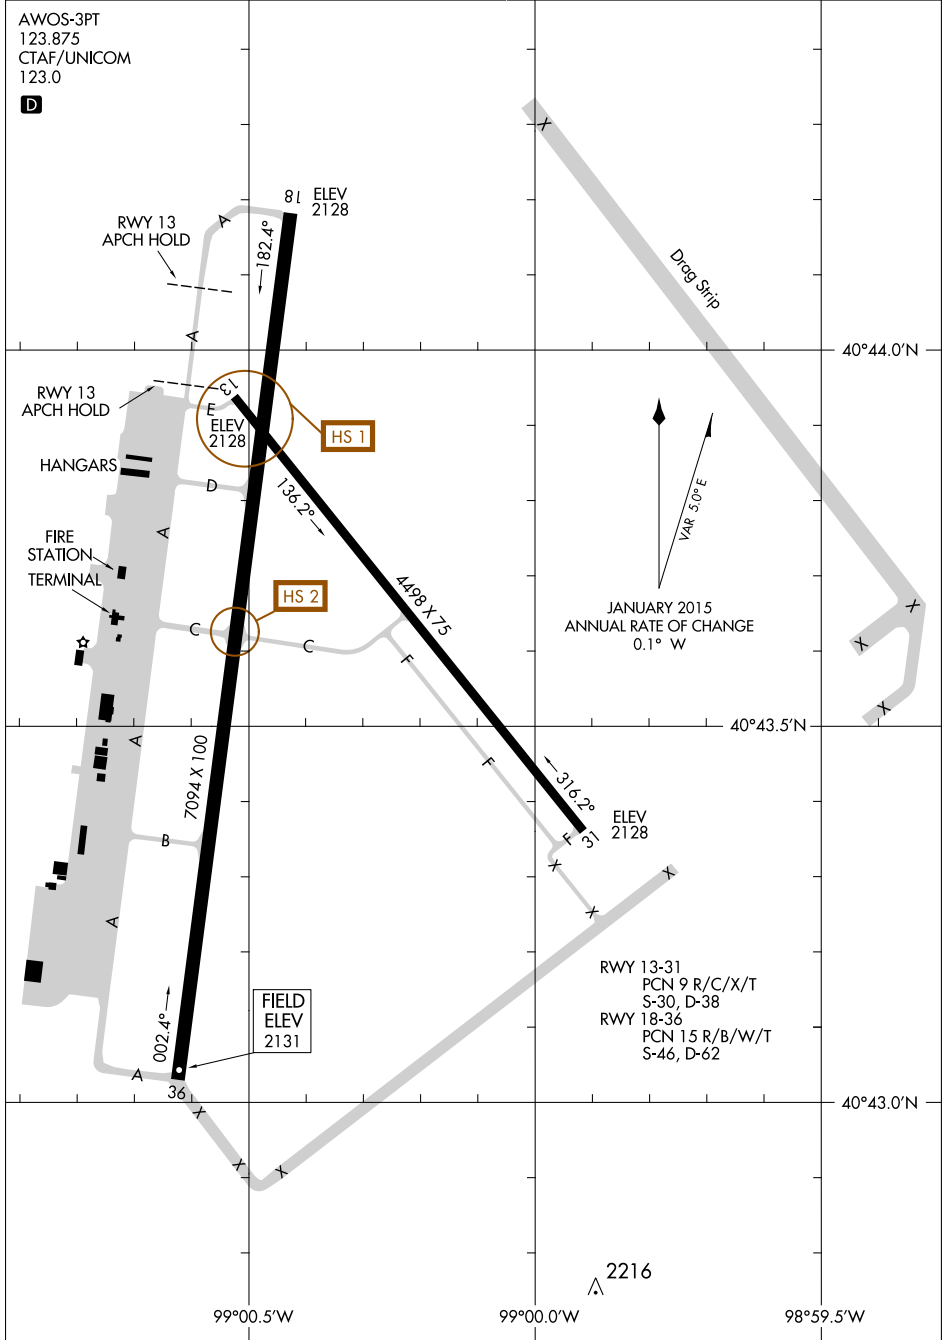 AWOS-3PT
123.875
CTAF/UNICOM
123.0
D
18
ELEV
2128
A
RWY 13
APCH HOLD
182.4°
Drag Strip
X
A
40°44.0'N
RWY 13
APCH HOLD
13
E
ELEV
2128
HS 1
HANGARS
D
136.2°
VAR 5.0° E
A
FIRE
STATION
TERMINAL
HS 2
4498 X 75
JANUARY 2015
ANNUAL RATE OF CHANGE
0.1° W
X
X
C
C
F
X
40°43.5'N
A
7094 X 100
F
316.2°
ELEV
2128
31
F
B
X
X
X
A
RWY 13-31
PCN 9 R/C/X/T
S-30, D-38
RWY 18-36
PCN 15 R/B/W/T
S-46, D-62
FIELD
ELEV
2131
002.4°
A
36
X
40°43.0'N
X
X
2216
99°00.5'W
99°00.0'W
98°59.5'W